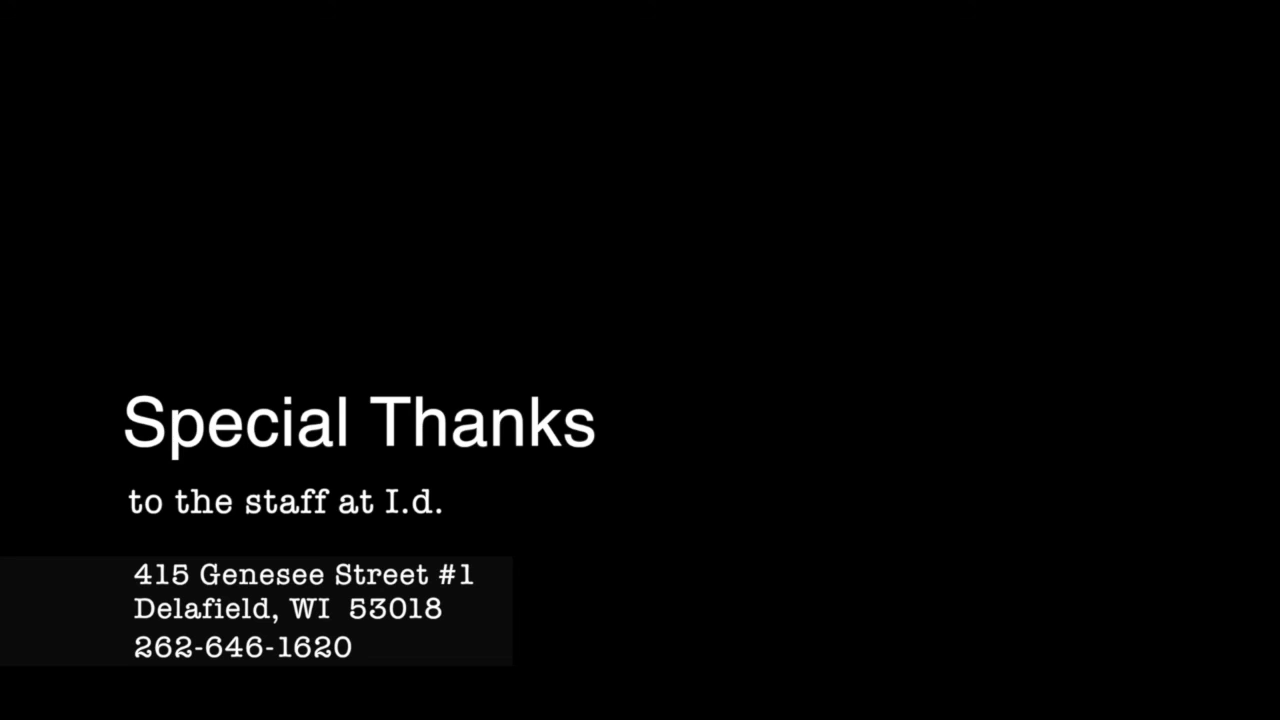 Special Thanks
to the staff at I.d.
415 Genesee Street #1
Delafield, WI  53018
262-646-1620